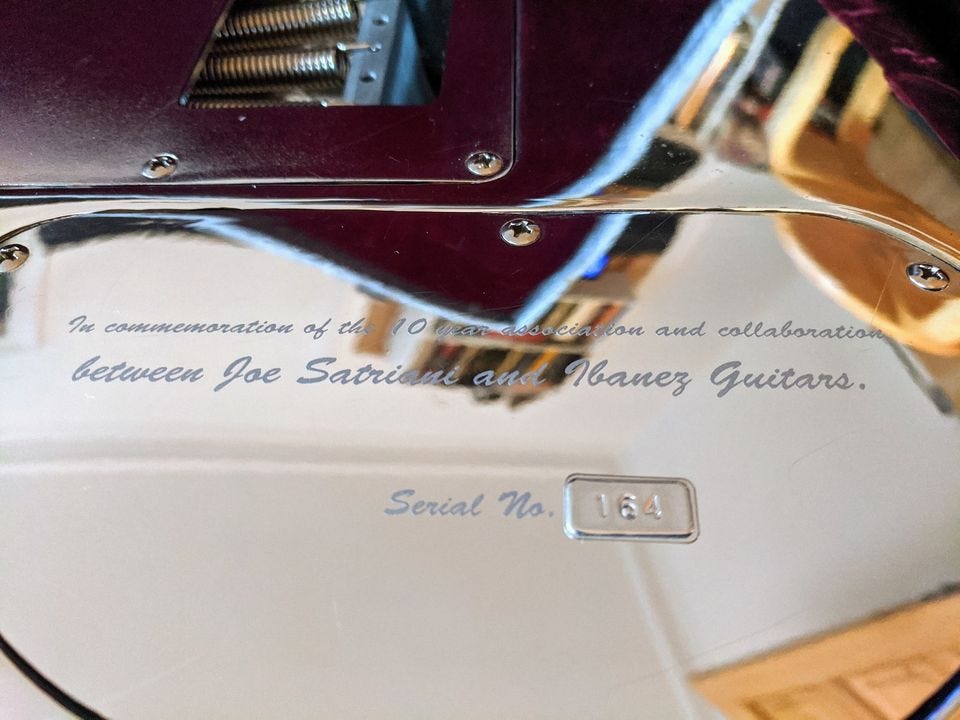 In commemoration of the 10 year association and collaboration
between Joe Satriani and Ibanez Guitars.
Serial No. 164